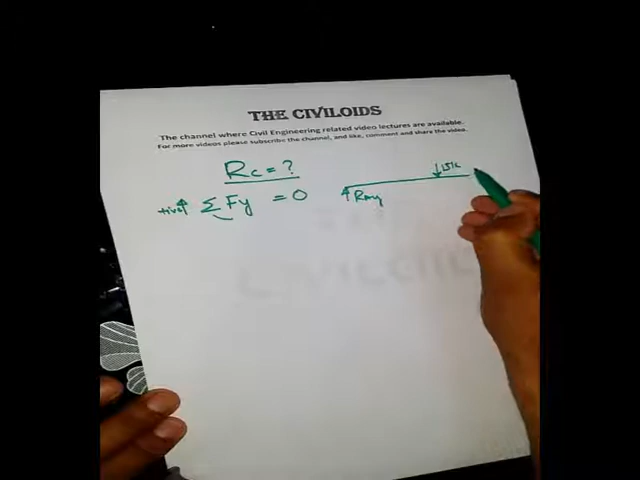 THE CIVILOIDS
The channel where Civil Engineering related video lectures are available.
For more videos please subscribe the channel, and like, comment and share the video.
Rc = ?
+ive↑ ΣFy = 0 ↑RAy ↓15k